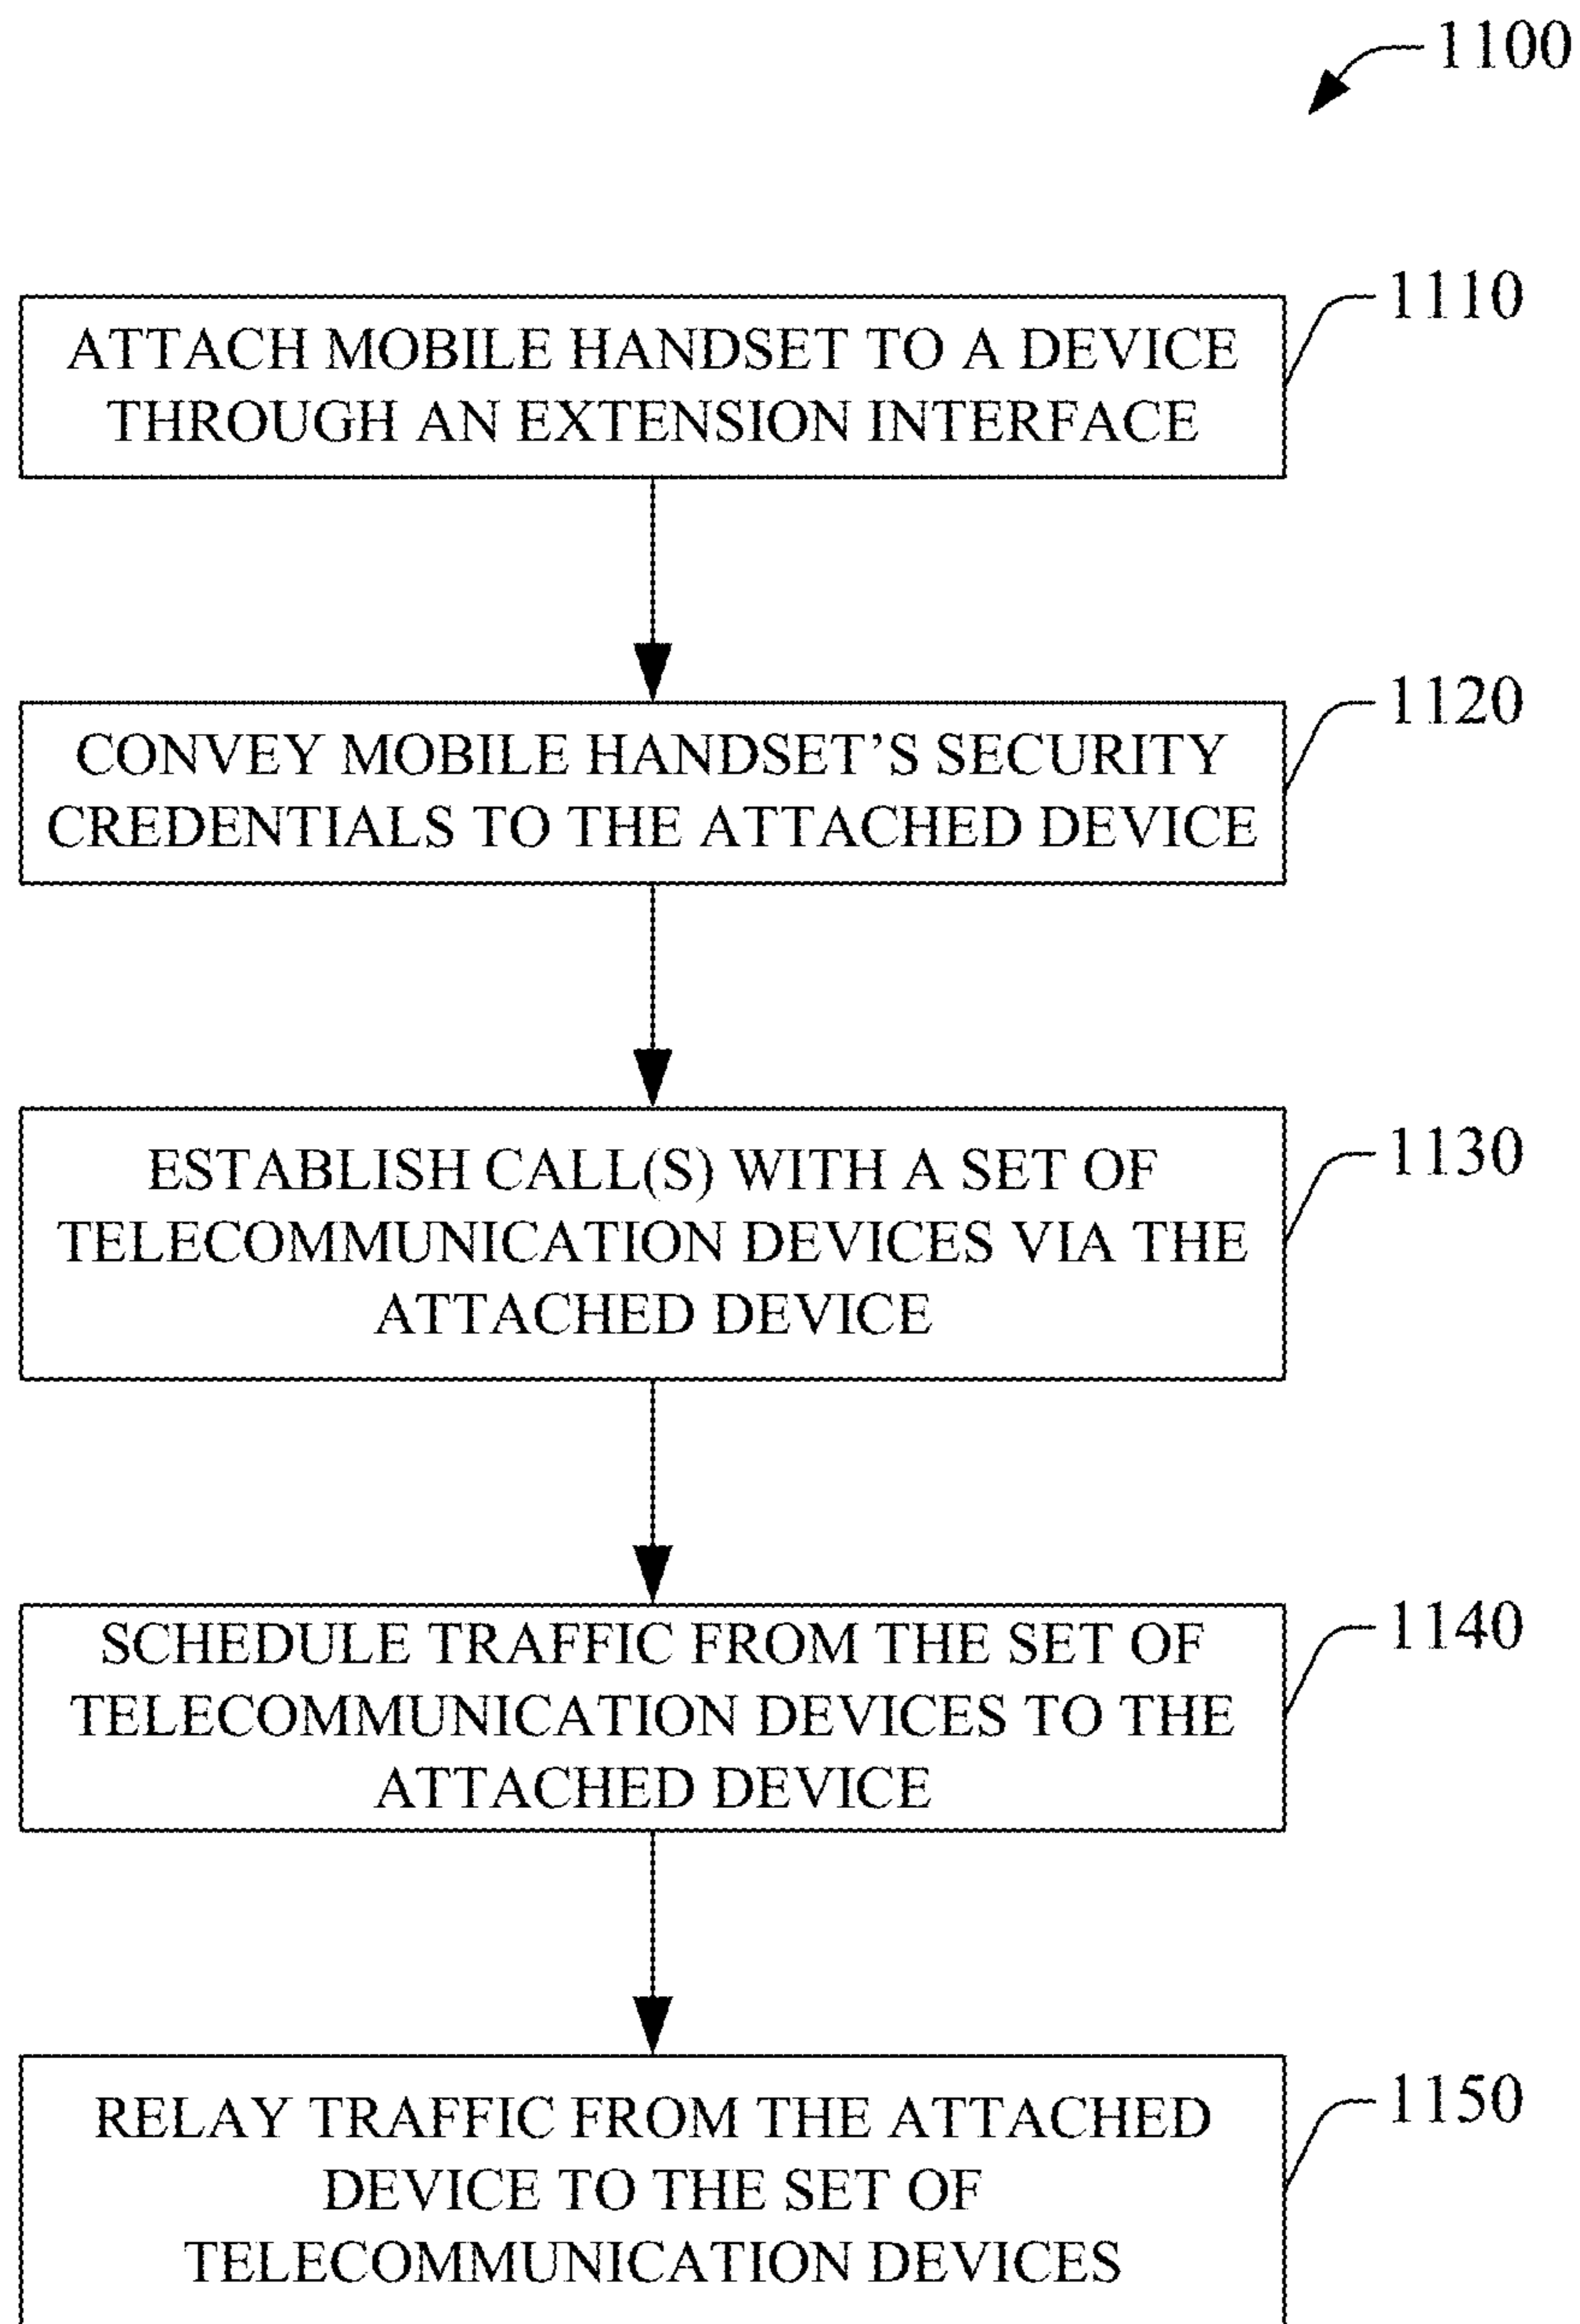 1100
1110
ATTACH MOBILE HANDSET TO A DEVICE
THROUGH AN EXTENSION INTERFACE
1120
CONVEY MOBILE HANDSET’S SECURITY
CREDENTIALS TO THE ATTACHED DEVICE
1130
ESTABLISH CALL(S) WITH A SET OF
TELECOMMUNICATION DEVICES VIA THE
ATTACHED DEVICE
1140
SCHEDULE TRAFFIC FROM THE SET OF
TELECOMMUNICATION DEVICES TO THE
ATTACHED DEVICE
1150
RELAY TRAFFIC FROM THE ATTACHED
DEVICE TO THE SET OF
TELECOMMUNICATION DEVICES